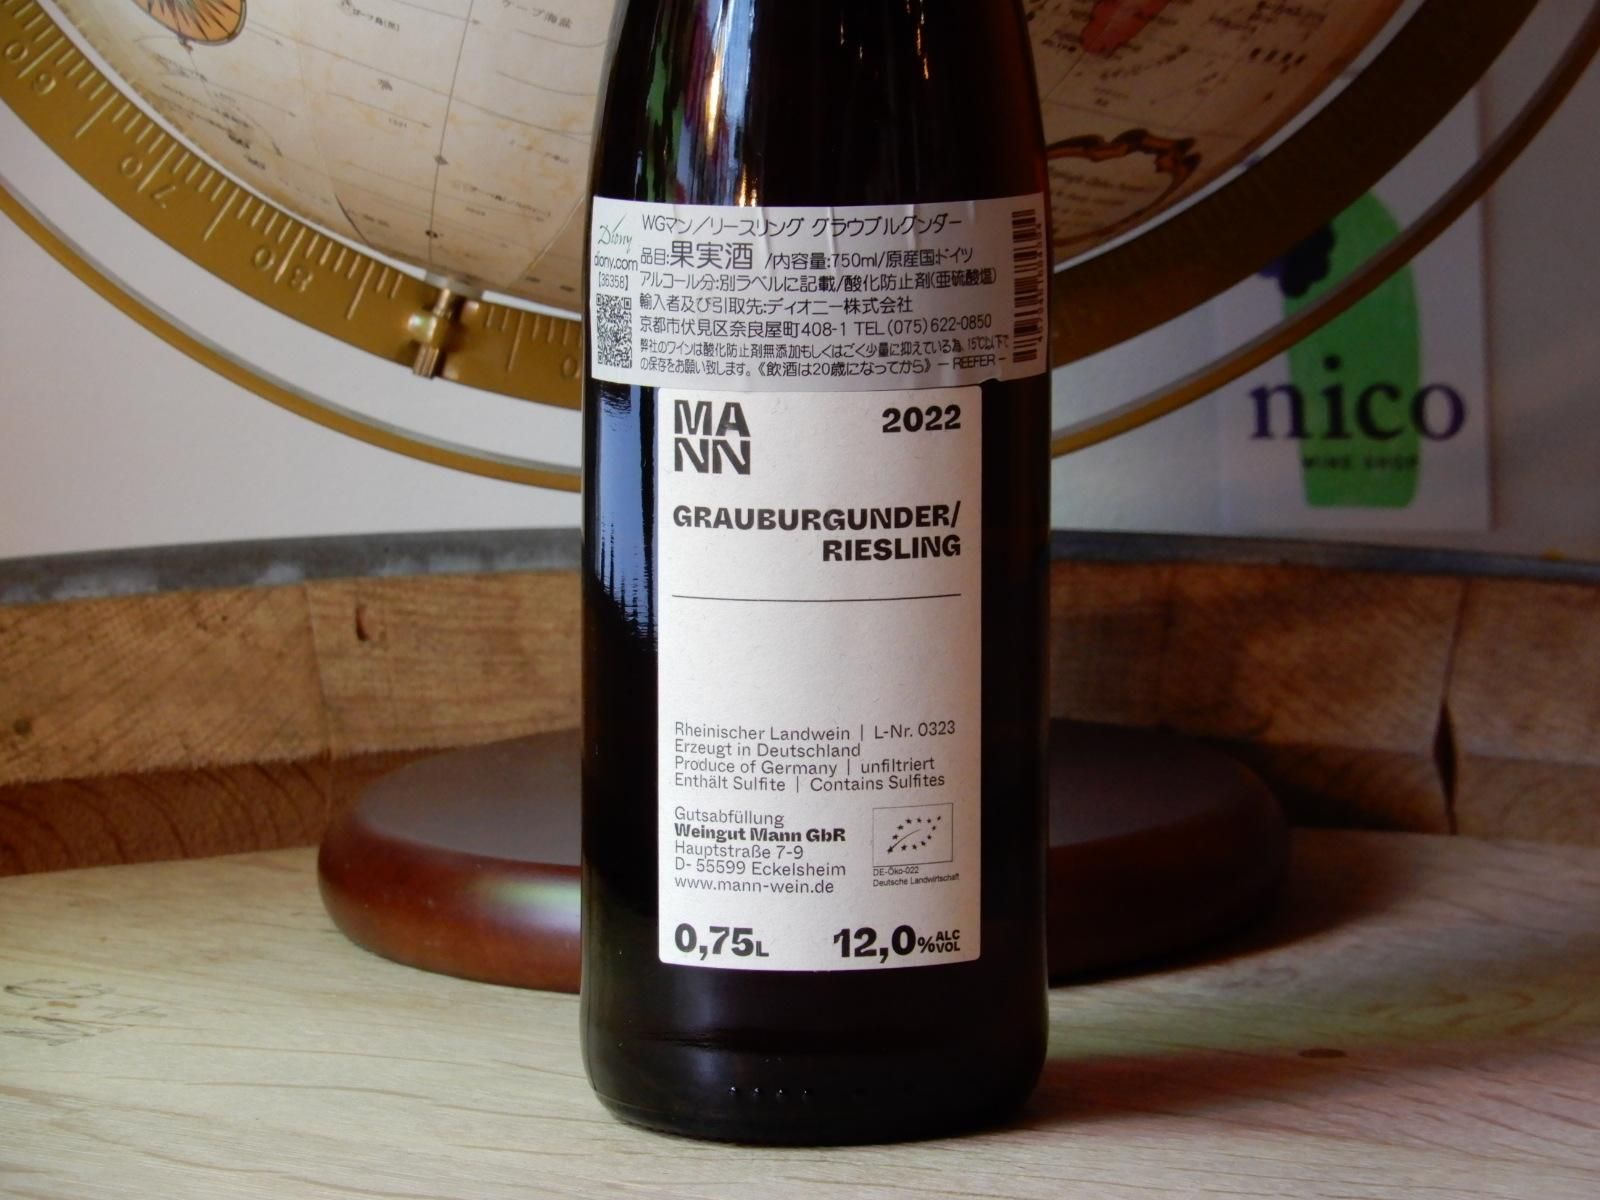 Diony
diony.com
【36358】
WGマン/リースリング グラウブルグンダー
品目:果実酒 /内容量:750ml/原産国ドイツ
アルコール分:別ラベルに記載/酸化防止剤(亜硫酸塩)
輸入者及び引取先:ディオニー株式会社
京都市伏見区奈良屋町408-1 TEL(075)622-0850
弊社のワインは酸化防止剤無添加もしくはごく少量に抑えている為、15℃以下で
の保存をお願い致します。《飲酒は20歳になってから》 ー REEFER ー
MA
NN
2022
GRAUBURGUNDER/
RIESLING
Rheinischer Landwein | L-Nr. 0323
Erzeugt in Deutschland
Produce of Germany | unfiltriert
Enthält Sulfite | Contains Sulfites
Gutsabfüllung
Weingut Mann GbR
Hauptstraße 7-9
D- 55599 Eckelsheim
www.mann-wein.de
DE-Öko-022
Deutsche Landwirtschaft
0,75L
12,0% ALC
VOL
nico
WINE SHOP